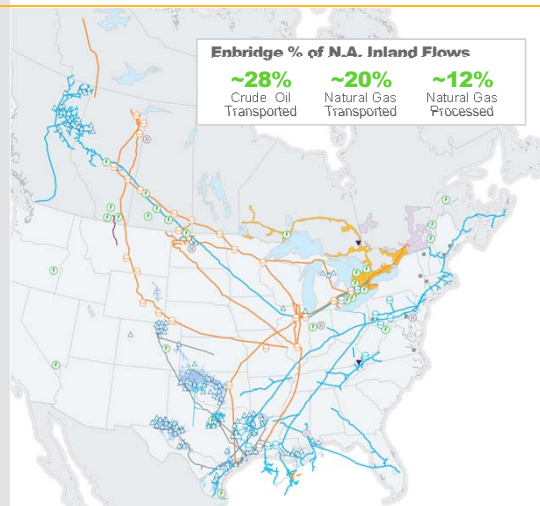 Enbridge % of N.A. Inland Flows
~28% ~20% ~12%
Crude Oil Natural Gas Natural Gas
Transported Transported Processed